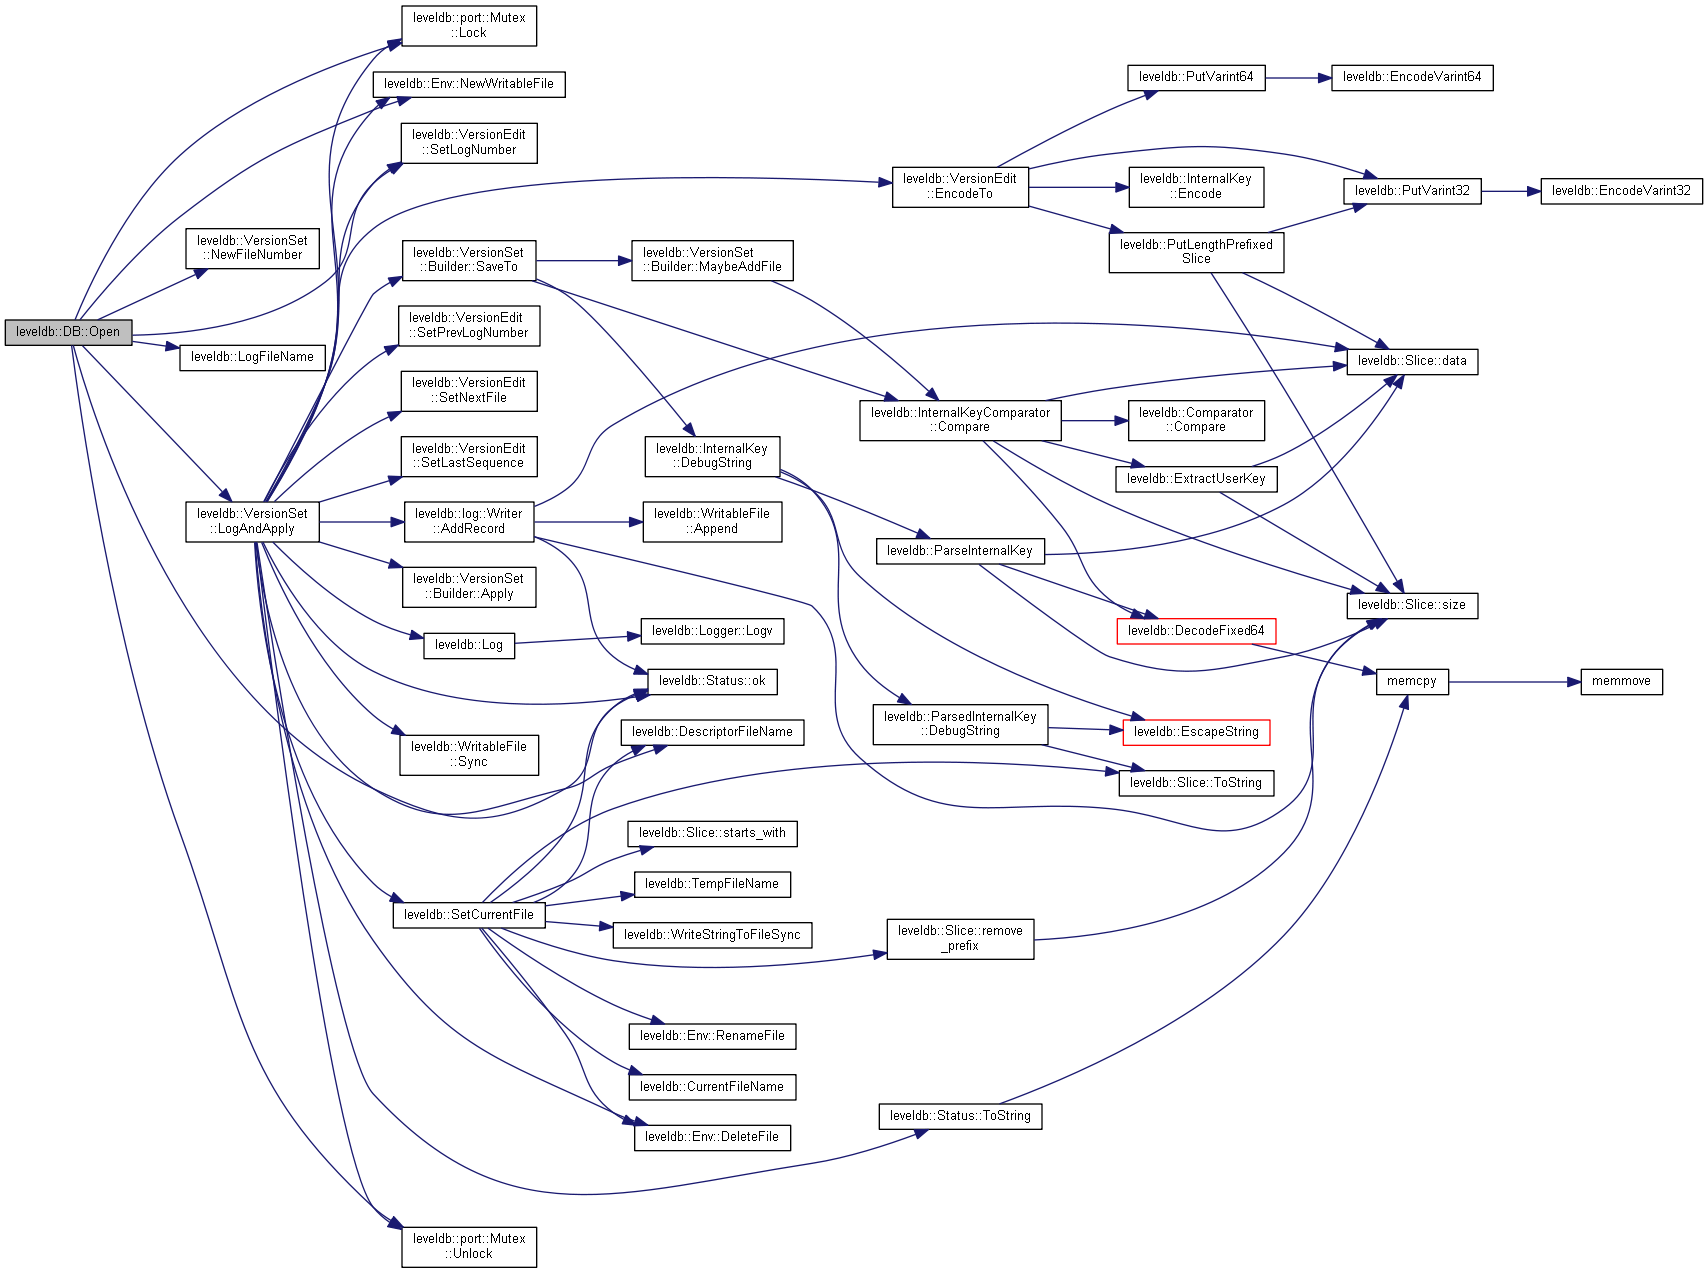 leveldb::DB::Open
leveldb::VersionSet
::NewFileNumber
leveldb::LogFileName
leveldb::VersionSet
::LogAndApply
leveldb::port::Mutex
::Lock
leveldb::Env::NewWritableFile
leveldb::VersionEdit
::SetLogNumber
leveldb::VersionSet
::Builder::SaveTo
leveldb::VersionEdit
::SetPrevLogNumber
leveldb::VersionEdit
::SetNextFile
leveldb::VersionEdit
::SetLastSequence
leveldb::log::Writer
::AddRecord
leveldb::VersionSet
::Builder::Apply
leveldb::Log
leveldb::WritableFile
::Sync
leveldb::SetCurrentFile
leveldb::port::Mutex
::Unlock
leveldb::VersionSet
::Builder::MaybeAddFile
leveldb::InternalKey
::DebugString
leveldb::WritableFile
::Append
leveldb::Logger::Logv
leveldb::Status::ok
leveldb::DescriptorFileName
leveldb::Slice::starts_with
leveldb::TempFileName
leveldb::WriteStringToFileSync
leveldb::Env::RenameFile
leveldb::CurrentFileName
leveldb::Env::DeleteFile
leveldb::VersionEdit
::EncodeTo
leveldb::InternalKeyComparator
::Compare
leveldb::ParseInternalKey
leveldb::ParsedInternalKey
::DebugString
leveldb::Slice::remove
_prefix
leveldb::Status::ToString
leveldb::PutVarint64
leveldb::InternalKey
::Encode
leveldb::PutLengthPrefixed
Slice
leveldb::Comparator
::Compare
leveldb::ExtractUserKey
leveldb::DecodeFixed64
leveldb::EscapeString
leveldb::Slice::ToString
leveldb::EncodeVarint64
leveldb::PutVarint32
leveldb::Slice::data
leveldb::Slice::size
memcpy
leveldb::EncodeVarint32
memmove